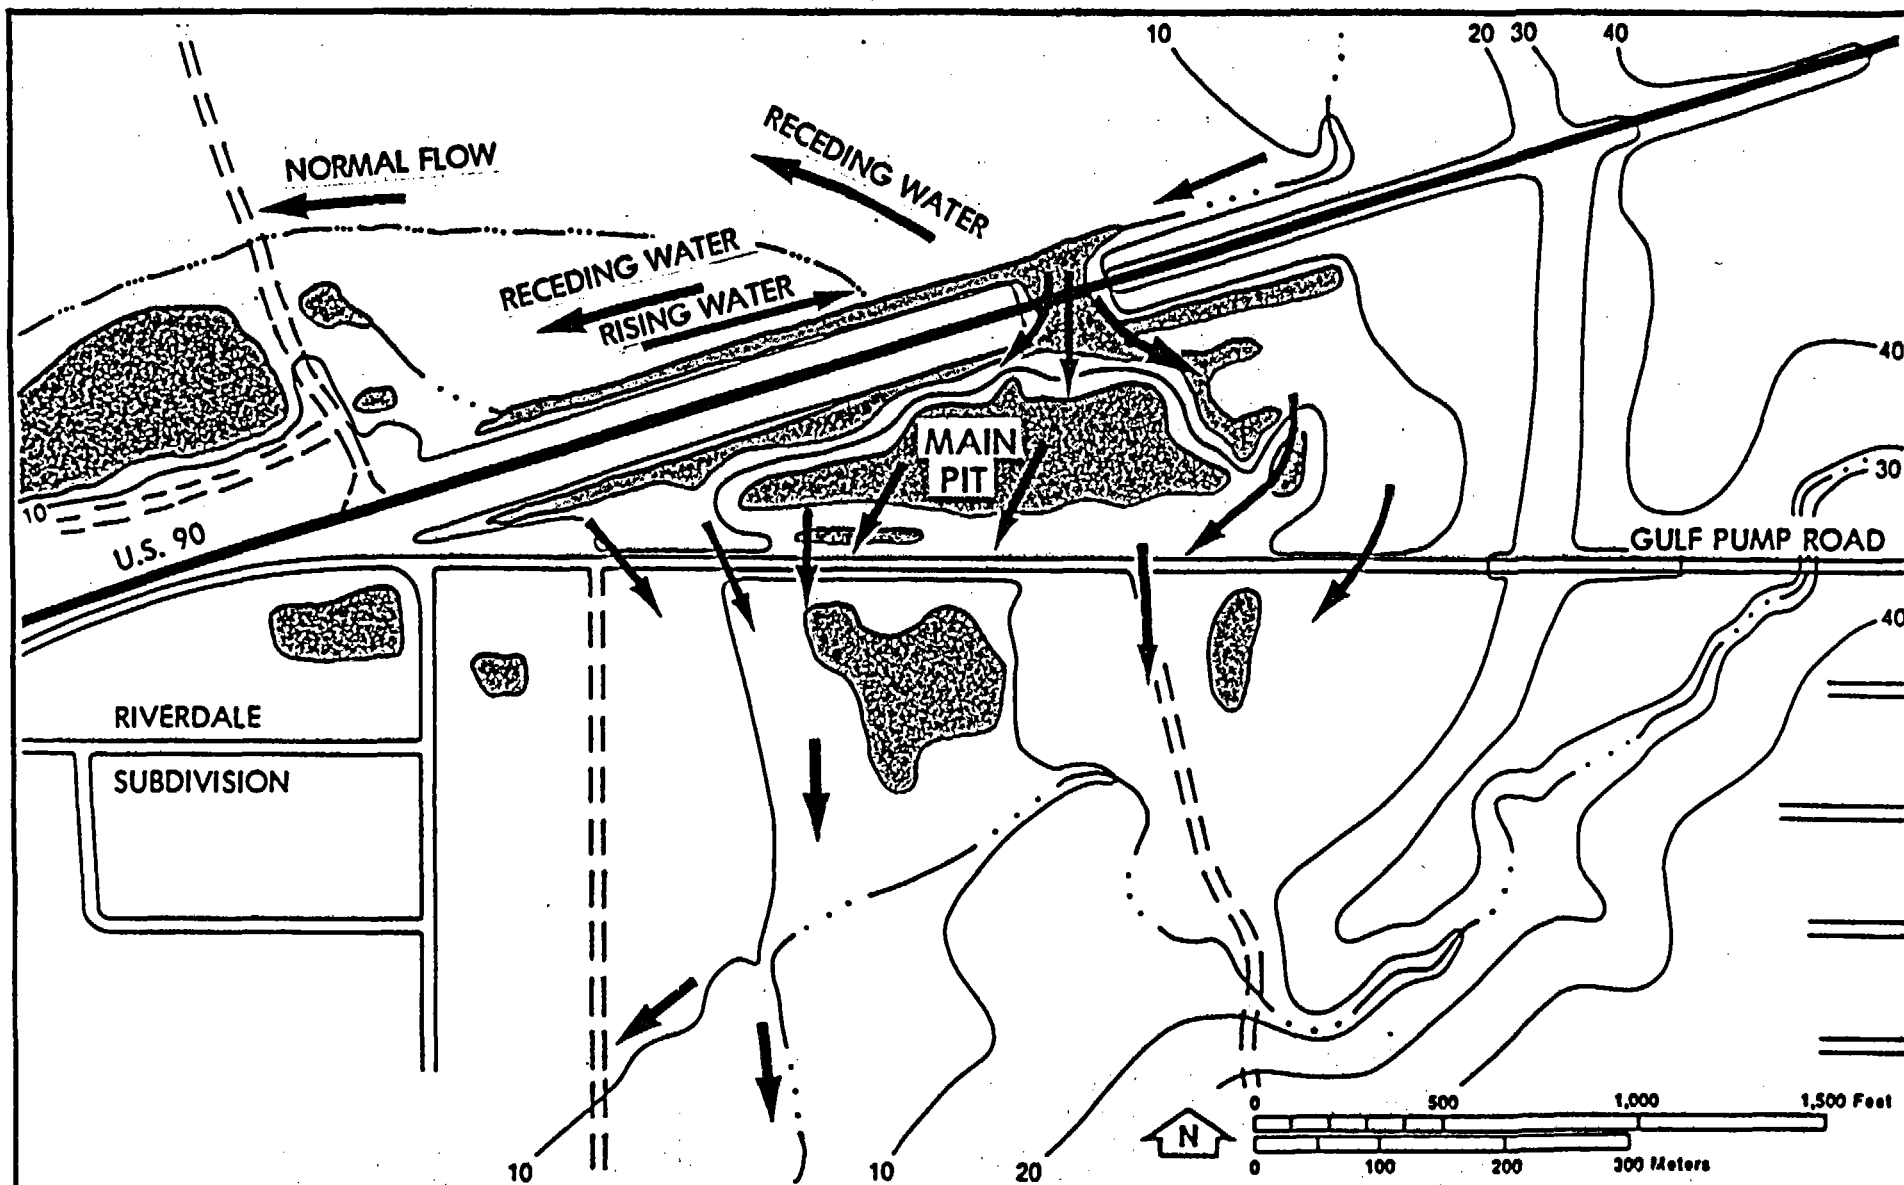 10
20
30
40
RECEDING WATER
NORMAL FLOW
RECEDING WATER
RISING WATER
40
MAIN
PIT
30
10
U.S. 90
GULF PUMP ROAD
40
RIVERDALE
SUBDIVISION
N
0
500
1,000
1,500 Feet
0
100
200
300 Meters
10
10
20